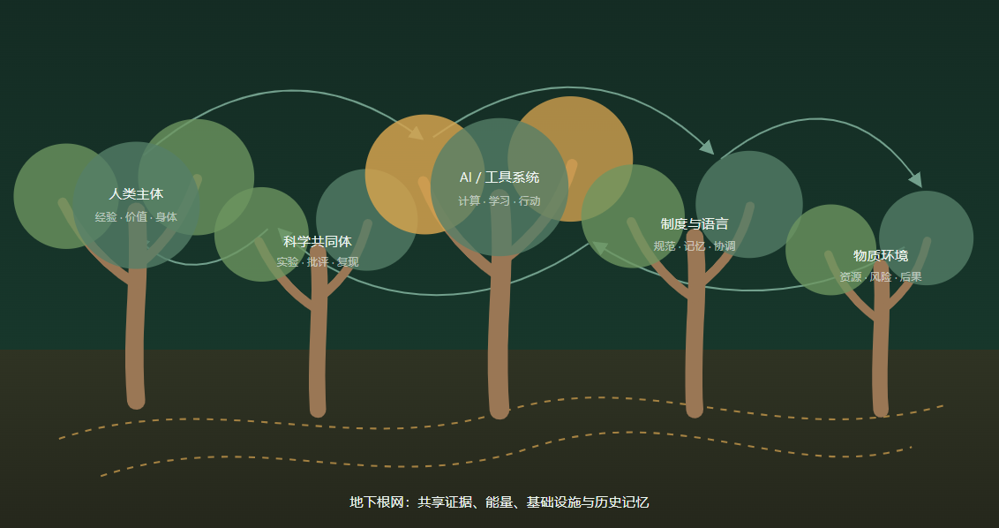 人类主体
经验 · 价值 · 身体
科学共同体
实验 · 批评 · 复现
AI / 工具系统
计算 · 学习 · 行动
制度与语言
规范 · 记忆 · 协调
物质环境
资源 · 风险 · 后果
地下根网：共享证据、能量、基础设施与历史记忆